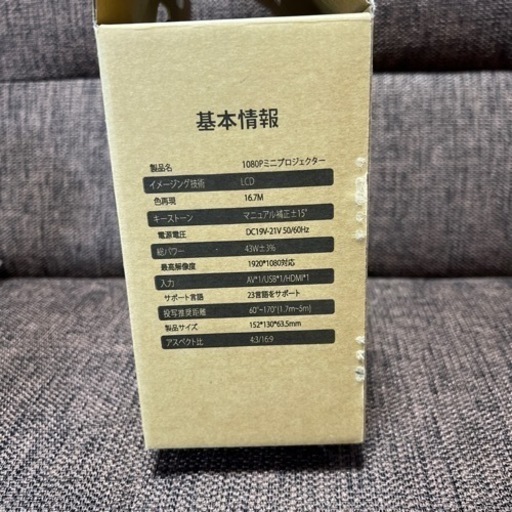 基本情報
製品名 1080Pミニプロジェクター
イメージング技術 LCD
色再現 16.7M
キーストーン マニュアル補正±15°
電源電圧 DC19V-21V 50/60Hz
総パワー 43W±3%
最高解像度 1920*1080対応
入力 AV*1/USB*1/HDMI*1
サポート言語 23言語をサポート
投写推奨距離 60"~170"(1.7m~5m)
製品サイズ 152*130*63.5mm
アスペクト比 4:3/16:9